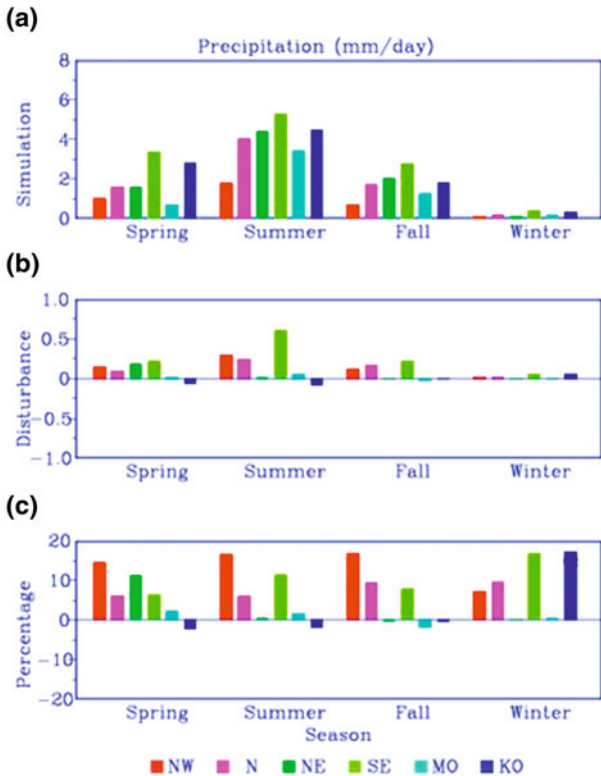 (a)
Precipitation (mm/day)
8
6
4
2
0
Simulation
Spring Summer Fall Winter
(b)
1.0
0.5
0
-0.5
-1.0
Disturbance
Spring Summer Fall Winter
(c)
20
10
0
-10
-20
Percentage
Spring Summer Fall Winter
Season
NW N NE SE MO KO